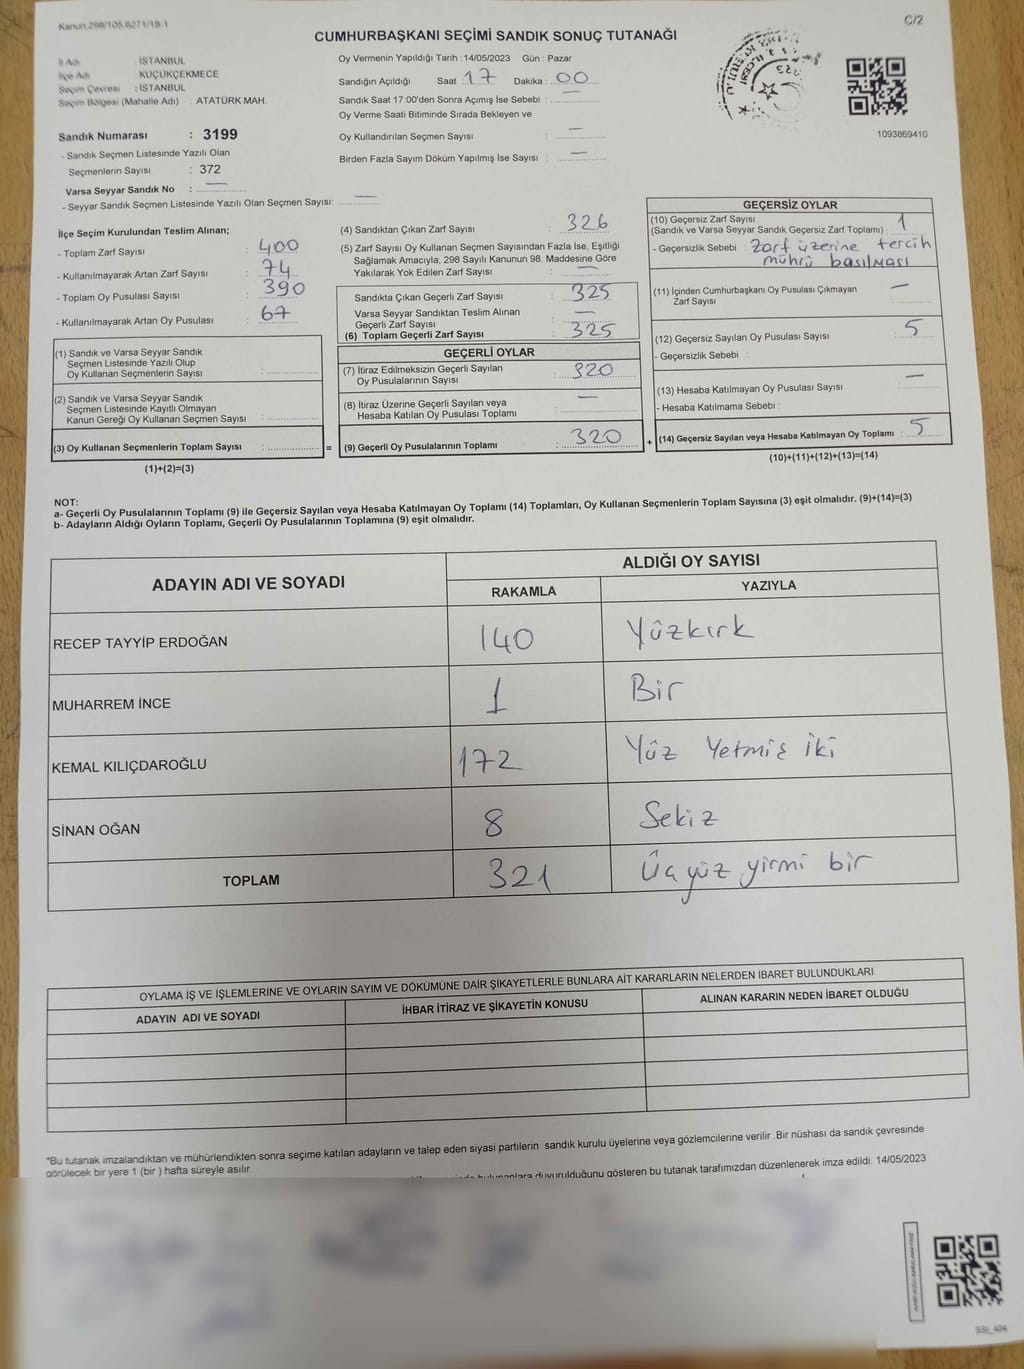 Kanun 298/105,6271/18-1
C/2
CUMHURBAŞKANI SEÇİMİ SANDIK SONUÇ TUTANAĞI
İl Adı : İSTANBUL
İlçe Adı : KÜÇÜKÇEKMECE
Seçim Çevresi : İSTANBUL
Seçim Bölgesi (Mahalle Adı) : ATATÜRK MAH.
Sandık Numarası : 3199
- Sandık Seçmen Listesinde Yazılı Olan
Seçmenlerin Sayısı : 372
Varsa Seyyar Sandık No : —
- Seyyar Sandık Seçmen Listesinde Yazılı Olan Seçmen Sayısı: —
Oy Vermenin Yapıldığı Tarih :14/05/2023 Gün : Pazar
Sandığın Açıldığı Saat : 17 Dakika : 00
Sandık Saat 17:00'den Sonra Açımış İse Sebebi : —
Oy Verme Saati Bitiminde Sırada Bekleyen ve
Oy Kullandırılan Seçmen Sayısı : —
Birden Fazla Sayım Döküm Yapılmış İse Sayısı : —
1093869410
İlçe Seçim Kurulundan Teslim Alınan;
- Toplam Zarf Sayısı : 400
- Kullanılmayarak Artan Zarf Sayısı : 74
- Toplam Oy Pusulası Sayısı : 390
- Kullanılmayarak Artan Oy Pusulası : 67
(1) Sandık ve Varsa Seyyar Sandık
Seçmen Listesinde Yazılı Olup
Oy Kullanan Seçmenlerin Sayısı :
(2) Sandık ve Varsa Seyyar Sandık
Seçmen Listesinde Kayıtlı Olmayan
Kanun Gereği Oy Kullanan Seçmen Sayısı :
(3) Oy Kullanan Seçmenlerin Toplam Sayısı : =
(1)+(2)=(3)
(4) Sandıktan Çıkan Zarf Sayısı : 326
(5) Zarf Sayısı Oy Kullanan Seçmen Sayısından Fazla İse, Eşitliği
Sağlamak Amacıyla; 298 Sayılı Kanunun 98. Maddesine Göre
Yakılarak Yok Edilen Zarf Sayısı : —
Sandıkta Çıkan Geçerli Zarf Sayısı : 325
Varsa Seyyar Sandıktan Teslim Alınan
Geçerli Zarf Sayısı : —
(6) Toplam Geçerli Zarf Sayısı : 325
GEÇERLİ OYLAR
(7) İtiraz Edilmeksizin Geçerli Sayılan
Oy Pusulalarının Sayısı : 320
(8) İtiraz Üzerine Geçerli Sayılan veya
Hesaba Katılan Oy Pusulası Toplamı : —
(9) Geçerli Oy Pusulalarının Toplamı : 320
+
GEÇERSİZ OYLAR
(10) Geçersiz Zarf Sayısı
(Sandık ve Varsa Seyyar Sandık Geçersiz Zarf Toplamı) : 1
- Geçersizlik Sebebi : Zarf üzerine tercih
mührü basılması
(11) İçinden Cumhurbaşkanı Oy Pusulası Çıkmayan
Zarf Sayısı : —
(12) Geçersiz Sayılan Oy Pusulası Sayısı : 5
- Geçersizlik Sebebi :
(13) Hesaba Katılmayan Oy Pusulası Sayısı : —
- Hesaba Katılmama Sebebi :
(14) Geçersiz Sayılan veya Hesaba Katılmayan Oy Toplamı : 5
(10)+(11)+(12)+(13)=(14)
NOT:
a- Geçerli Oy Pusulalarının Toplamı (9) ile Geçersiz Sayılan veya Hesaba Katılmayan Oy Toplamı (14) Toplamları, Oy Kullanan Seçmenlerin Toplam Sayısına (3) eşit olmalıdır. (9)+(14)=(3)
b- Adayların Aldığı Oyların Toplamı, Geçerli Oy Pusulalarının Toplamına (9) eşit olmalıdır.
ADAYIN ADI VE SOYADI
ALDIĞI OY SAYISI
RAKAMLA YAZIYLA
RECEP TAYYİP ERDOĞAN 140 Yüzkırk
MUHARREM İNCE 1 Bir
KEMAL KILIÇDAROĞLU 172 Yüz Yetmiş iki
SİNAN OĞAN 8 Sekiz
TOPLAM 321 Üçyüz yirmi bir
OYLAMA İŞ VE İŞLEMLERİNE VE OYLARIN SAYIM VE DÖKÜMÜNE DAİR ŞİKAYETLERLE BUNLARA AİT KARARLARIN NELERDEN İBARET BULUNDUKLARI
ADAYIN ADI VE SOYADI İHBAR İTİRAZ VE ŞİKAYETİN KONUSU ALINAN KARARIN NEDEN İBARET OLDUĞU
*Bu tutanak imzalandıktan ve mühürlendikten sonra seçime katılan adayların ve talep eden siyasi partilerin sandık kurulu üyelerine veya gözlemcilerine verilir .Bir nüshası da sandık çevresinde
görülecek bir yere 1 (bir ) hafta süreyle asılır.
bulunanlara duyurulduğunu gösteren bu tutanak tarafımızdan düzenlenerek imza edildi. 14/05/2023
SSI_404